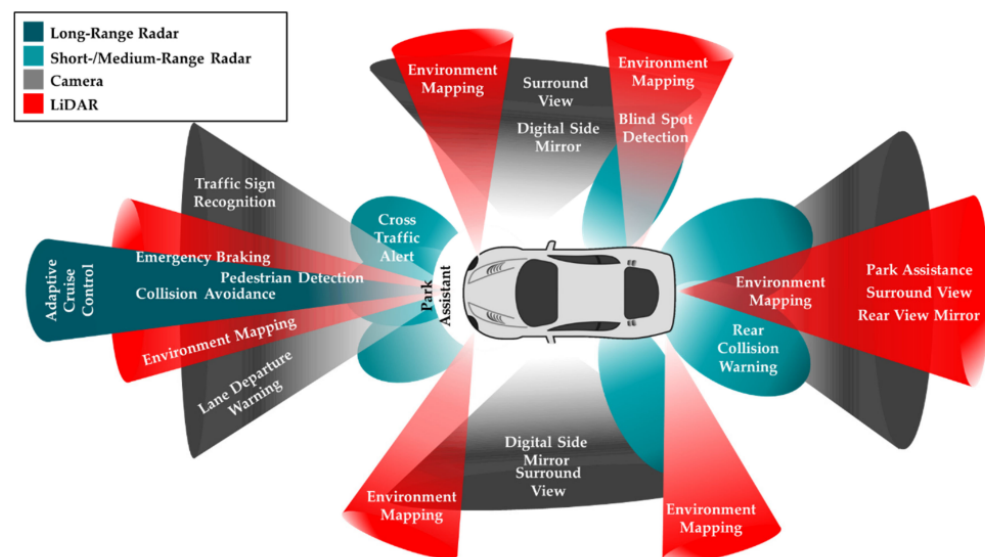 Long-Range Radar
Short-/Medium-Range Radar
Camera
LiDAR
Environment
Mapping
Surround
View
Digital Side
Mirror
Environment
Mapping
Blind Spot
Detection
Traffic Sign
Recognition
Cross
Traffic
Alert
Emergency Braking
Pedestrian Detection
Collision Avoidance
Adaptive
Cruise
Control
Park
Assistant
Environment Mapping
Lane Departure
Warning
Environment
Mapping
Park Assistance
Surround View
Rear View Mirror
Rear
Collision
Warning
Digital Side
Mirror
Surround
View
Environment
Mapping
Environment
Mapping